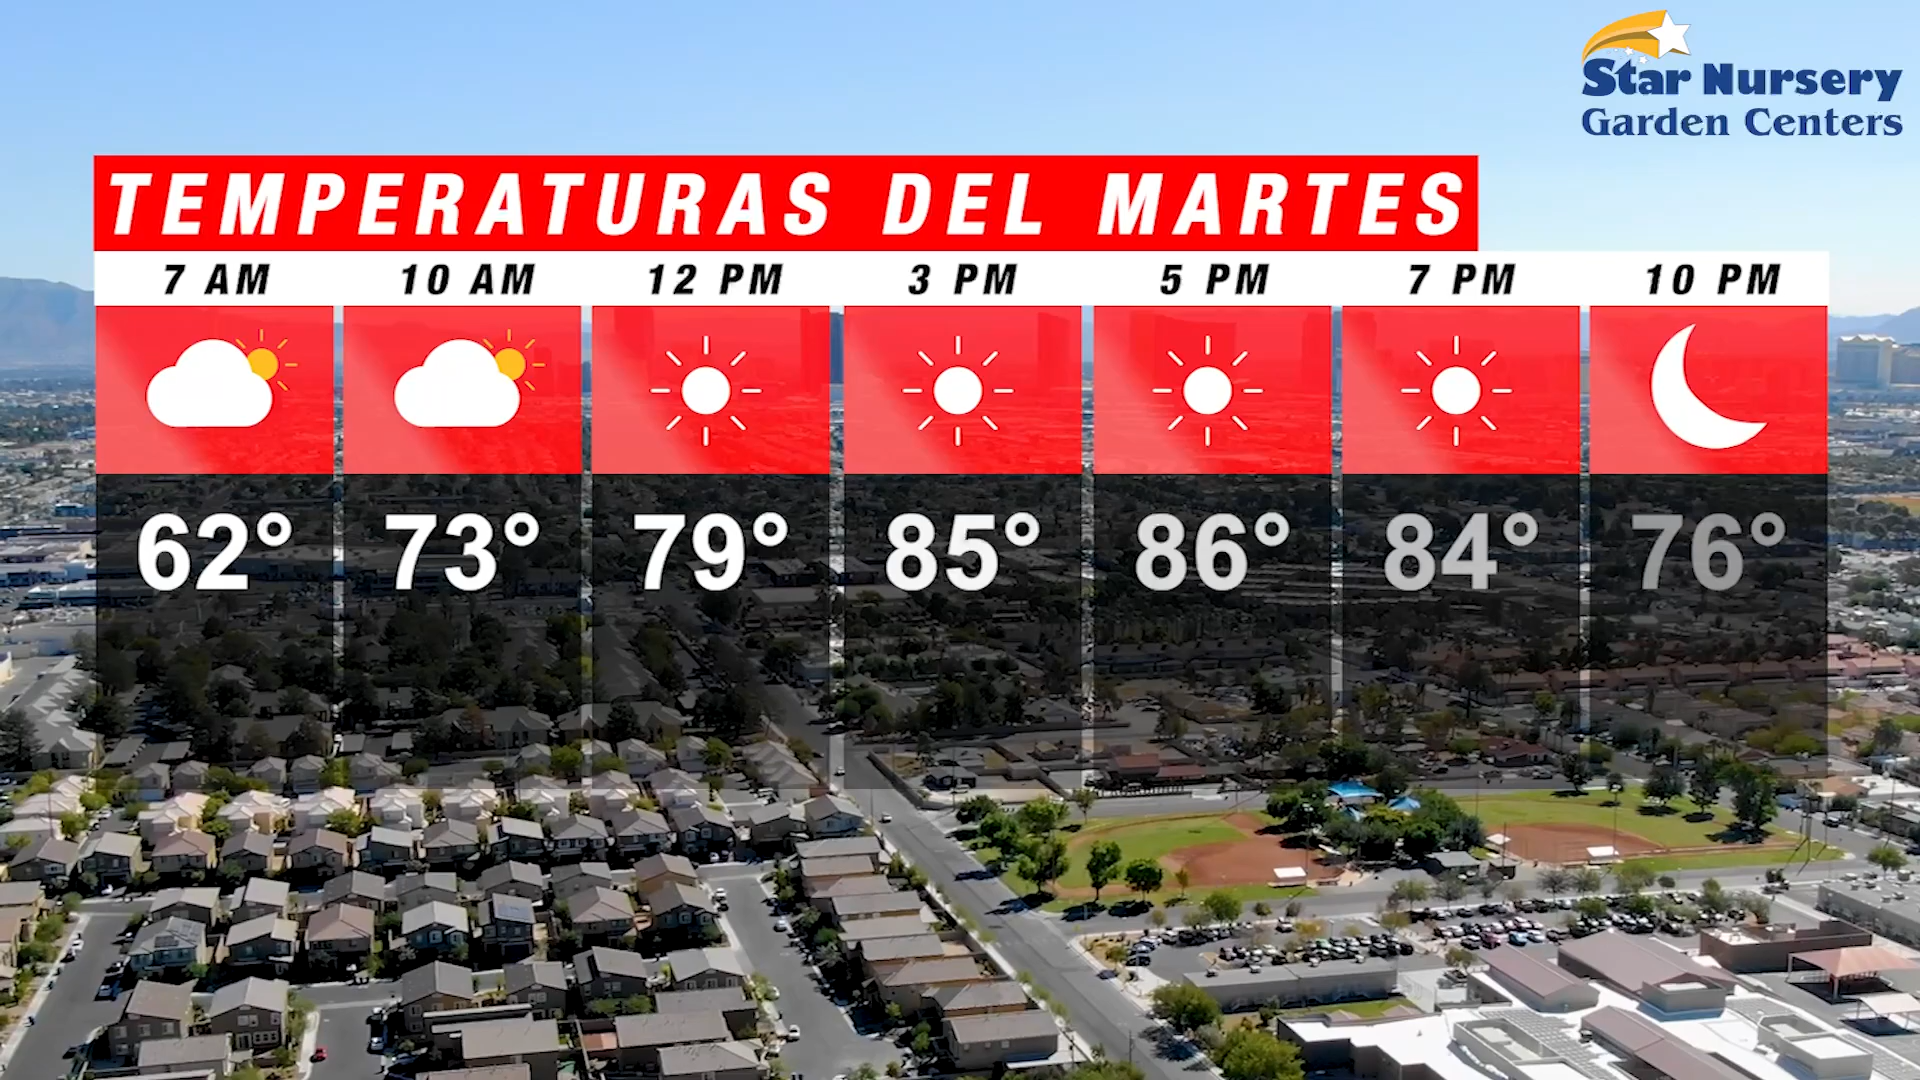 Star Nursery
Garden Centers
TEMPERATURAS DEL MARTES
7 AM 10 AM 12 PM 3 PM 5 PM 7 PM 10 PM
62° 73° 79° 85° 86° 84° 76°